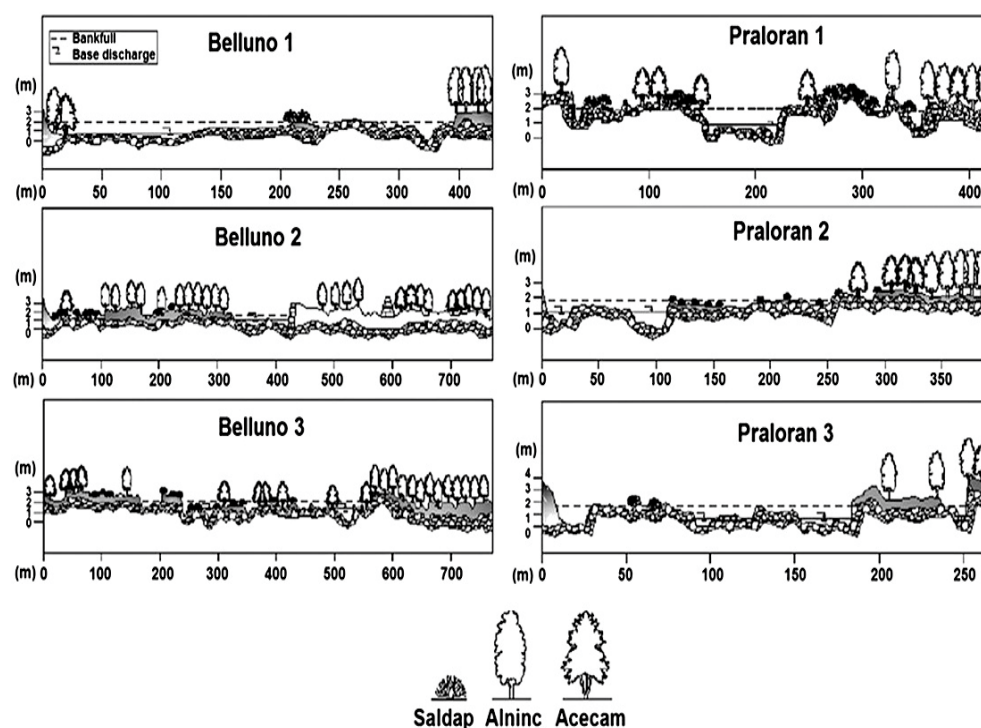 Belluno 1
Bankfull
Base discharge
(m)
3
2
1
0
(m) 0 50 100 150 200 250 300 350 400
Praloran 1
(m)
3
2
1
0
(m) 0 100 200 300 400
Belluno 2
(m)
3
2
1
0
(m) 0 100 200 300 400 500 600 700
Praloran 2
(m)
3
2
1
0
(m) 0 50 100 150 200 250 300 350
Belluno 3
(m)
3
2
1
0
(m) 0 100 200 300 400 500 600 700
Praloran 3
(m)
4
3
2
1
0
(m) 0 50 100 150 200 250
Saldap Alninc Acecam